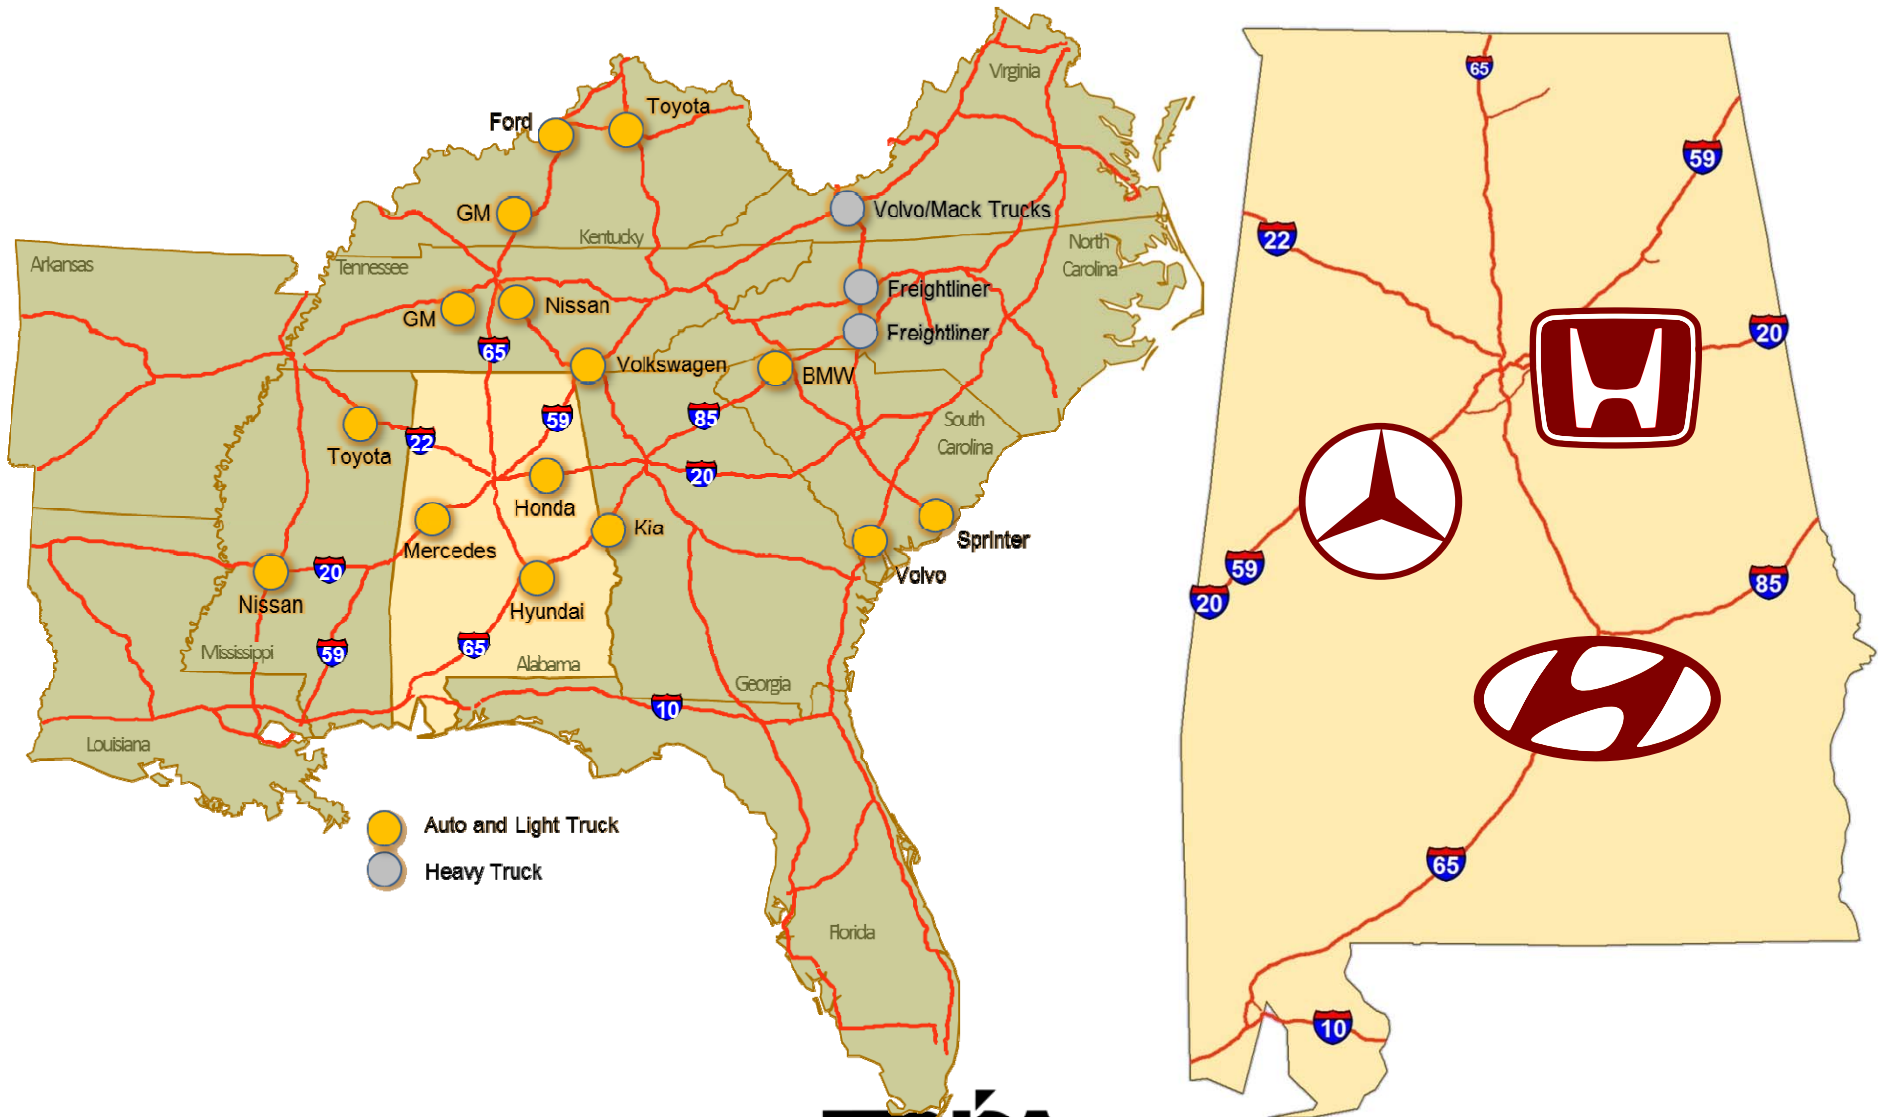 Virginia
Toyota
Ford
GM
Volvo/Mack Trucks
Kentucky
North
Carolina
Arkansas
Tennessee
Freightliner
Nissan
GM
Freightliner
65
Volkswagen
BMW
59
85
South
Carolina
22
Toyota
20
Honda
Kia
Mercedes
Sprinter
20
Volvo
Nissan
Hyundai
65
Mississippi
59
Alabama
Georgia
10
Louisiana
Auto and Light Truck
Heavy Truck
Florida
65
59
22
20
59
20
85
65
10